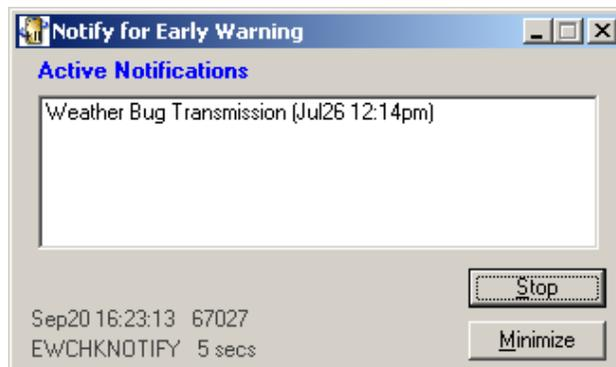 Notify for Early Warning
Active Notifications
Weather Bug Transmission (Jul26 12:14pm)
Stop
Sep20 16:23:13 67027
EWCHKNOTIFY 5 secs
Minimize